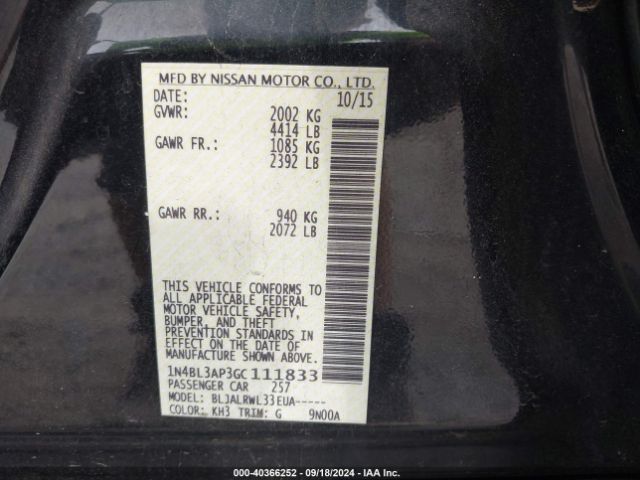 MFD BY NISSAN MOTOR CO., LTD.
DATE: 10/15
GVWR: 2002 KG
4414 LB
GAWR FR.: 1085 KG
2392 LB
GAWR RR.: 940 KG
2072 LB
THIS VEHICLE CONFORMS TO
ALL APPLICABLE FEDERAL
MOTOR VEHICLE SAFETY,
BUMPER, AND THEFT
PREVENTION STANDARDS IN
EFFECT ON THE DATE OF
MANUFACTURE SHOWN ABOVE.
1N4BL3AP3GC111833
PASSENGER CAR 257
MODEL: BLJALRWL33EUA-----
COLOR: KH3 TRIM: G 9N00A
000-40366252 - 09/18/2024 - IAA Inc.